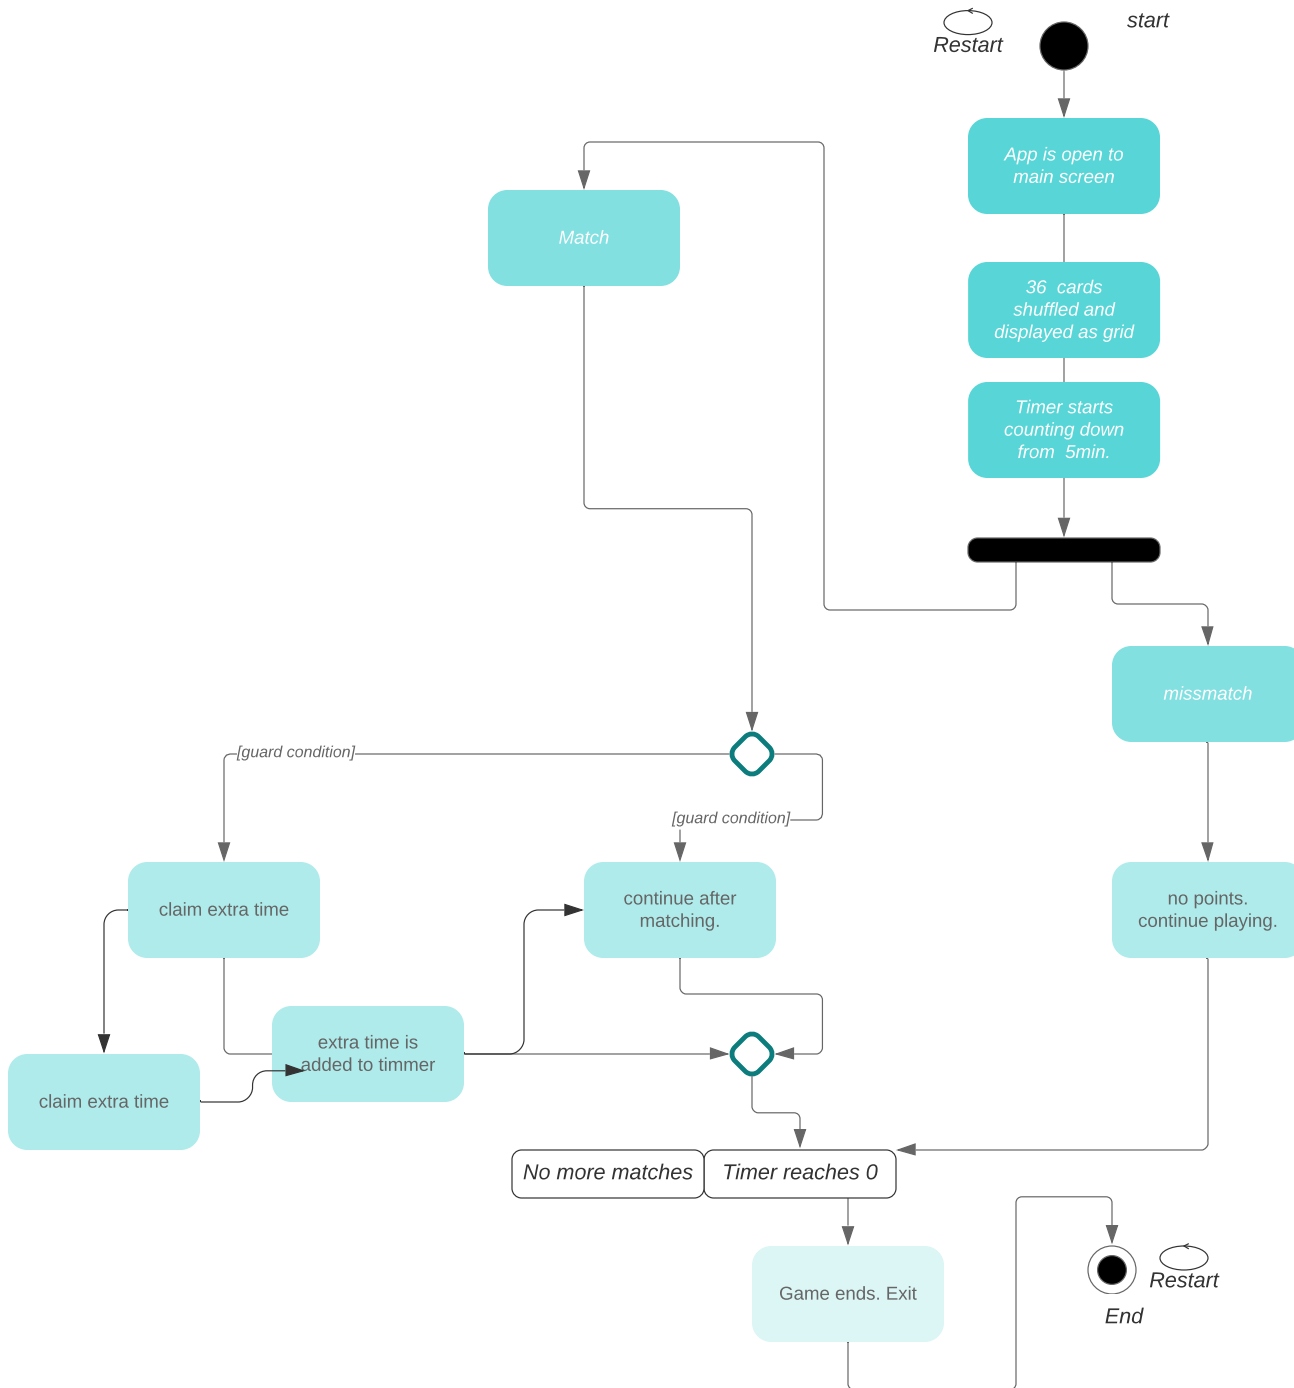 start
Restart
App is open to
main screen
Match
36  cards
shuffled and
displayed as grid
Timer starts
counting down
from  5min.
missmatch
[guard condition]
[guard condition]
claim extra time
continue after
matching.
no points.
continue playing.
extra time is
added to timmer
claim extra time
No more matches
Timer reaches 0
Game ends. Exit
Restart
End